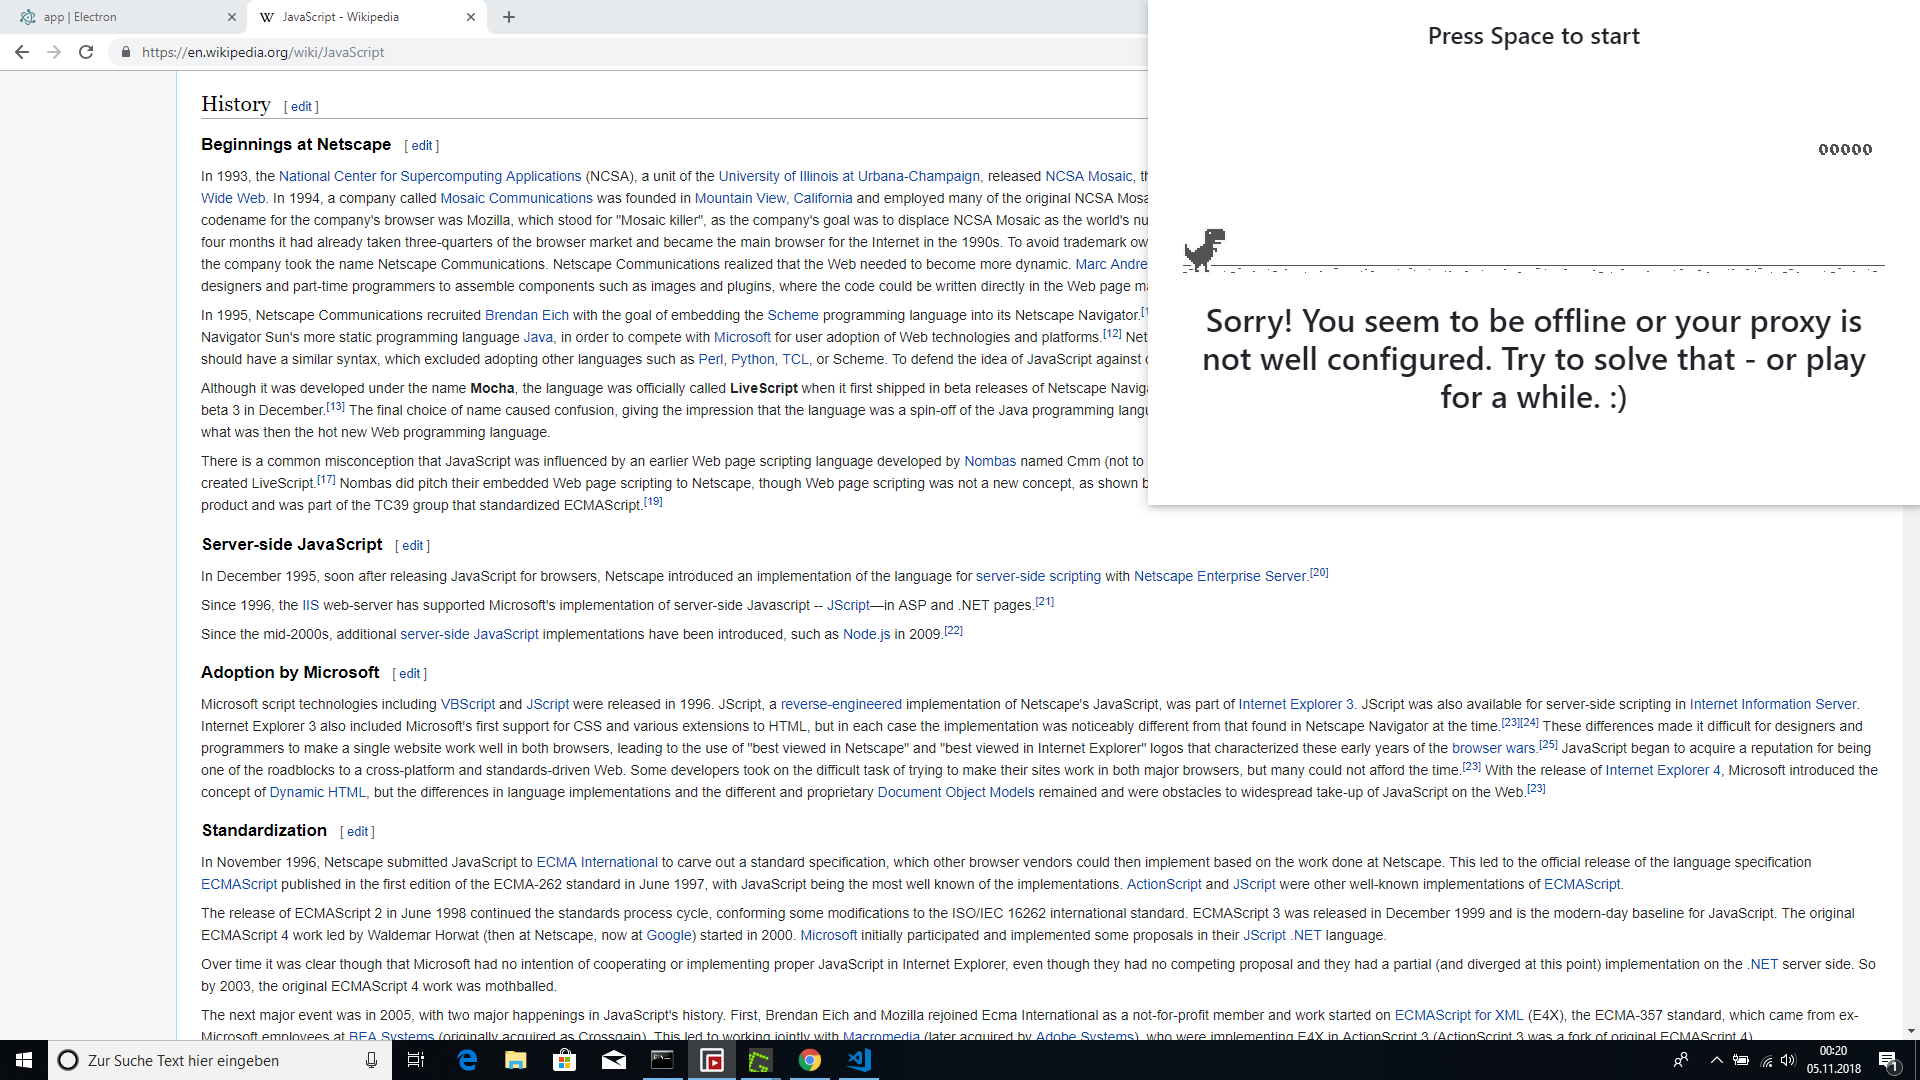 app | Electron
JavaScript - Wikipedia
https://en.wikipedia.org/wiki/JavaScript
Press Space to start
00000
Sorry! You seem to be offline or your proxy is
not well configured. Try to solve that - or play
for a while. :)
History [ edit ]
Beginnings at Netscape [ edit ]
In 1993, the National Center for Supercomputing Applications (NCSA), a unit of the University of Illinois at Urbana-Champaign, released NCSA Mosaic, th
Wide Web. In 1994, a company called Mosaic Communications was founded in Mountain View, California and employed many of the original NCSA Mosa
codename for the company's browser was Mozilla, which stood for "Mosaic killer", as the company's goal was to displace NCSA Mosaic as the world's nu
four months it had already taken three-quarters of the browser market and became the main browser for the Internet in the 1990s. To avoid trademark ow
the company took the name Netscape Communications. Netscape Communications realized that the Web needed to become more dynamic. Marc Andre
designers and part-time programmers to assemble components such as images and plugins, where the code could be written directly in the Web page ma
In 1995, Netscape Communications recruited Brendan Eich with the goal of embedding the Scheme programming language into its Netscape Navigator.[1
Navigator Sun's more static programming language Java, in order to compete with Microsoft for user adoption of Web technologies and platforms.[12] Net
should have a similar syntax, which excluded adopting other languages such as Perl, Python, TCL, or Scheme. To defend the idea of JavaScript against c
Although it was developed under the name Mocha, the language was officially called LiveScript when it first shipped in beta releases of Netscape Naviga
beta 3 in December.[13] The final choice of name caused confusion, giving the impression that the language was a spin-off of the Java programming langu
what was then the hot new Web programming language.
There is a common misconception that JavaScript was influenced by an earlier Web page scripting language developed by Nombas named Cmm (not to
created LiveScript.[17] Nombas did pitch their embedded Web page scripting to Netscape, though Web page scripting was not a new concept, as shown b
product and was part of the TC39 group that standardized ECMAScript.[19]
Server-side JavaScript [ edit ]
In December 1995, soon after releasing JavaScript for browsers, Netscape introduced an implementation of the language for server-side scripting with Netscape Enterprise Server.[20]
Since 1996, the IIS web-server has supported Microsoft's implementation of server-side Javascript -- JScript—in ASP and .NET pages.[21]
Since the mid-2000s, additional server-side JavaScript implementations have been introduced, such as Node.js in 2009.[22]
Adoption by Microsoft [ edit ]
Microsoft script technologies including VBScript and JScript were released in 1996. JScript, a reverse-engineered implementation of Netscape's JavaScript, was part of Internet Explorer 3. JScript was also available for server-side scripting in Internet Information Server.
Internet Explorer 3 also included Microsoft's first support for CSS and various extensions to HTML, but in each case the implementation was noticeably different from that found in Netscape Navigator at the time.[23][24] These differences made it difficult for designers and
programmers to make a single website work well in both browsers, leading to the use of "best viewed in Netscape" and "best viewed in Internet Explorer" logos that characterized these early years of the browser wars.[25] JavaScript began to acquire a reputation for being
one of the roadblocks to a cross-platform and standards-driven Web. Some developers took on the difficult task of trying to make their sites work in both major browsers, but many could not afford the time.[23] With the release of Internet Explorer 4, Microsoft introduced the
concept of Dynamic HTML, but the differences in language implementations and the different and proprietary Document Object Models remained and were obstacles to widespread take-up of JavaScript on the Web.[23]
Standardization [ edit ]
In November 1996, Netscape submitted JavaScript to ECMA International to carve out a standard specification, which other browser vendors could then implement based on the work done at Netscape. This led to the official release of the language specification
ECMAScript published in the first edition of the ECMA-262 standard in June 1997, with JavaScript being the most well known of the implementations. ActionScript and JScript were other well-known implementations of ECMAScript.
The release of ECMAScript 2 in June 1998 continued the standards process cycle, conforming some modifications to the ISO/IEC 16262 international standard. ECMAScript 3 was released in December 1999 and is the modern-day baseline for JavaScript. The original
ECMAScript 4 work led by Waldemar Horwat (then at Netscape, now at Google) started in 2000. Microsoft initially participated and implemented some proposals in their JScript .NET language.
Over time it was clear though that Microsoft had no intention of cooperating or implementing proper JavaScript in Internet Explorer, even though they had no competing proposal and they had a partial (and diverged at this point) implementation on the .NET server side. So
by 2003, the original ECMAScript 4 work was mothballed.
The next major event was in 2005, with two major happenings in JavaScript's history. First, Brendan Eich and Mozilla rejoined Ecma International as a not-for-profit member and work started on ECMAScript for XML (E4X), the ECMA-357 standard, which came from ex-
Microsoft employees at BEA Systems (originally acquired as Crossgain). This led to working jointly with Macromedia (later acquired by Adobe Systems), who were implementing E4X in ActionScript 3 (ActionScript 3 was a fork of original ECMAScript 4).
Zur Suche Text hier eingeben
00:20
05.11.2018
1